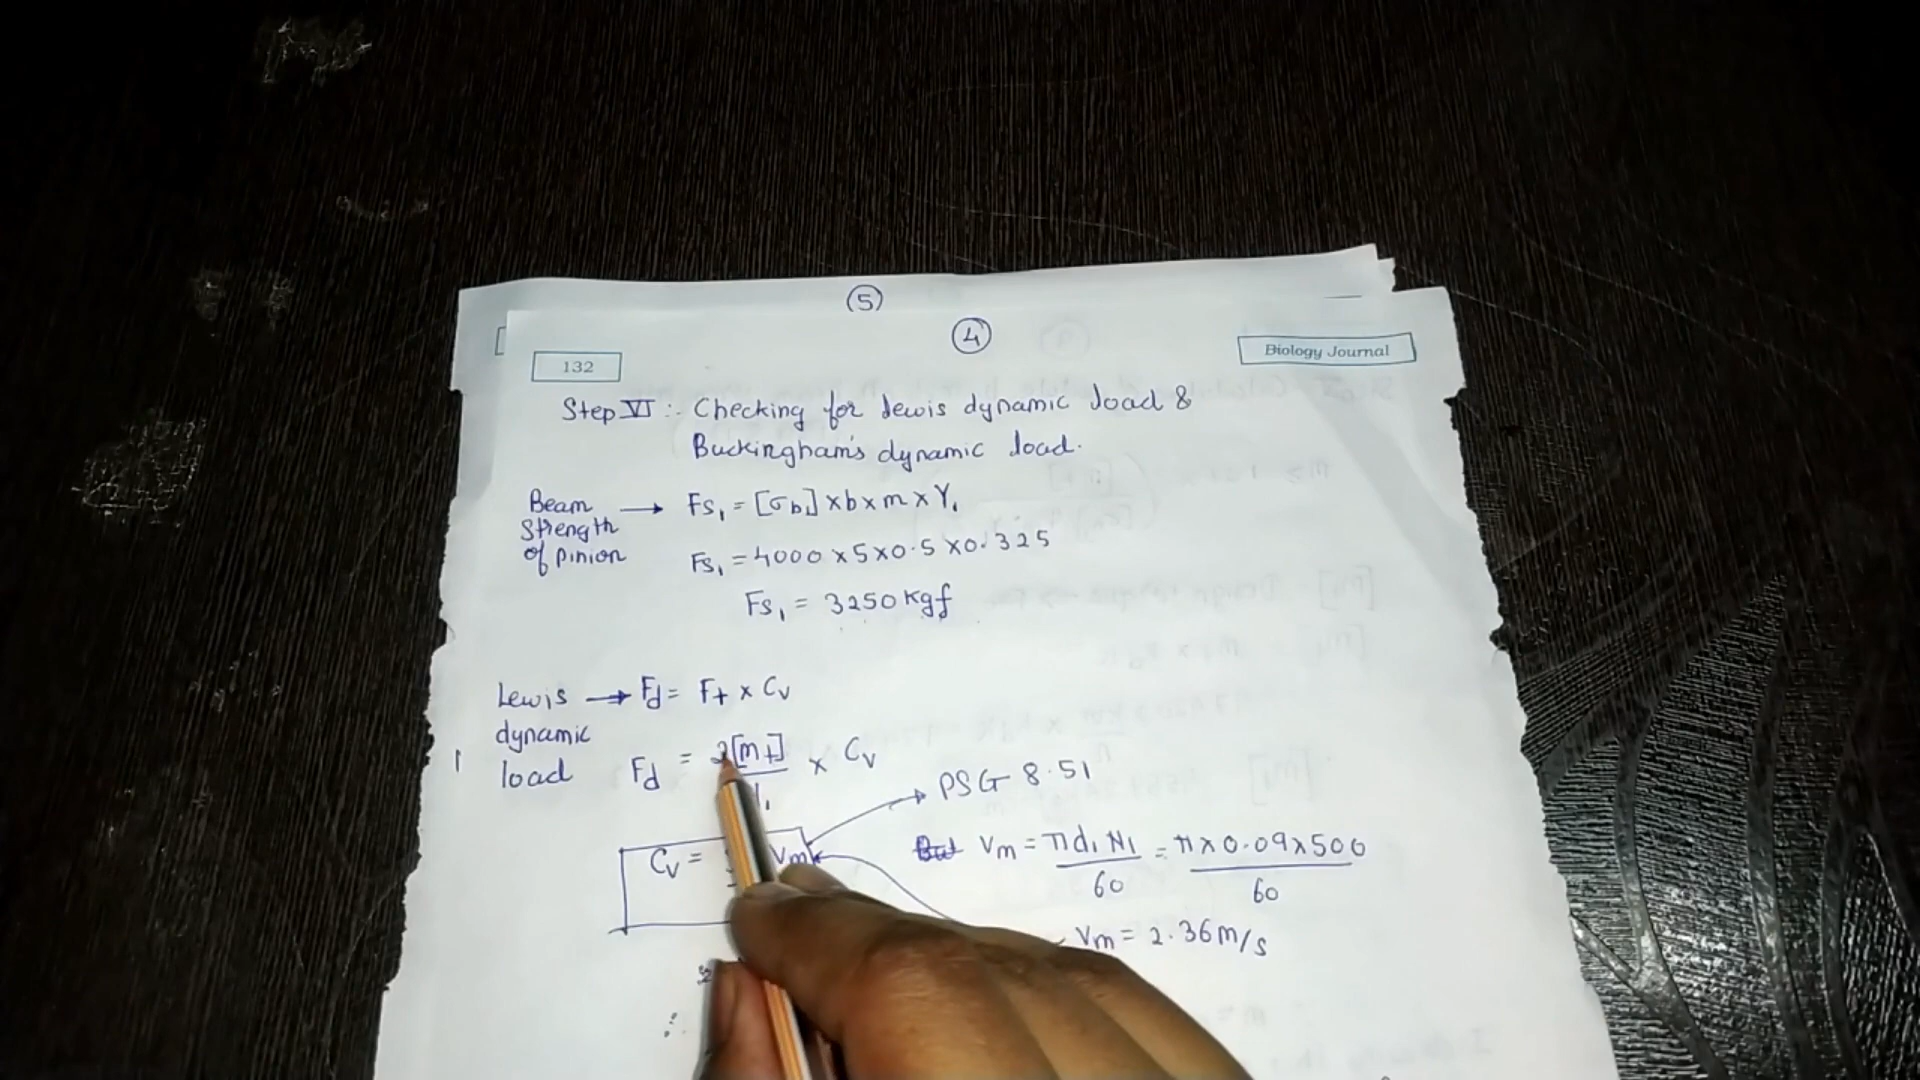 5
4
132
Biology Journal
Step VI :- Checking for Lewis dynamic load &
Buckingham's dynamic load.
Beam Strength of pinion → Fs₁ = [σb₁] × b × m × Y₁
Fs₁ = 4000 × 5 × 0.5 × 0.325
Fs₁ = 3250 kgf
Lewis dynamic load → Fd = Ft × Cv
Fd = 2[mt] × Cv
PSG 8.51
Cv =
Vm
Vm = πd₁N₁/60 = π×0.09×500/60
Vm = 2.36 m/s